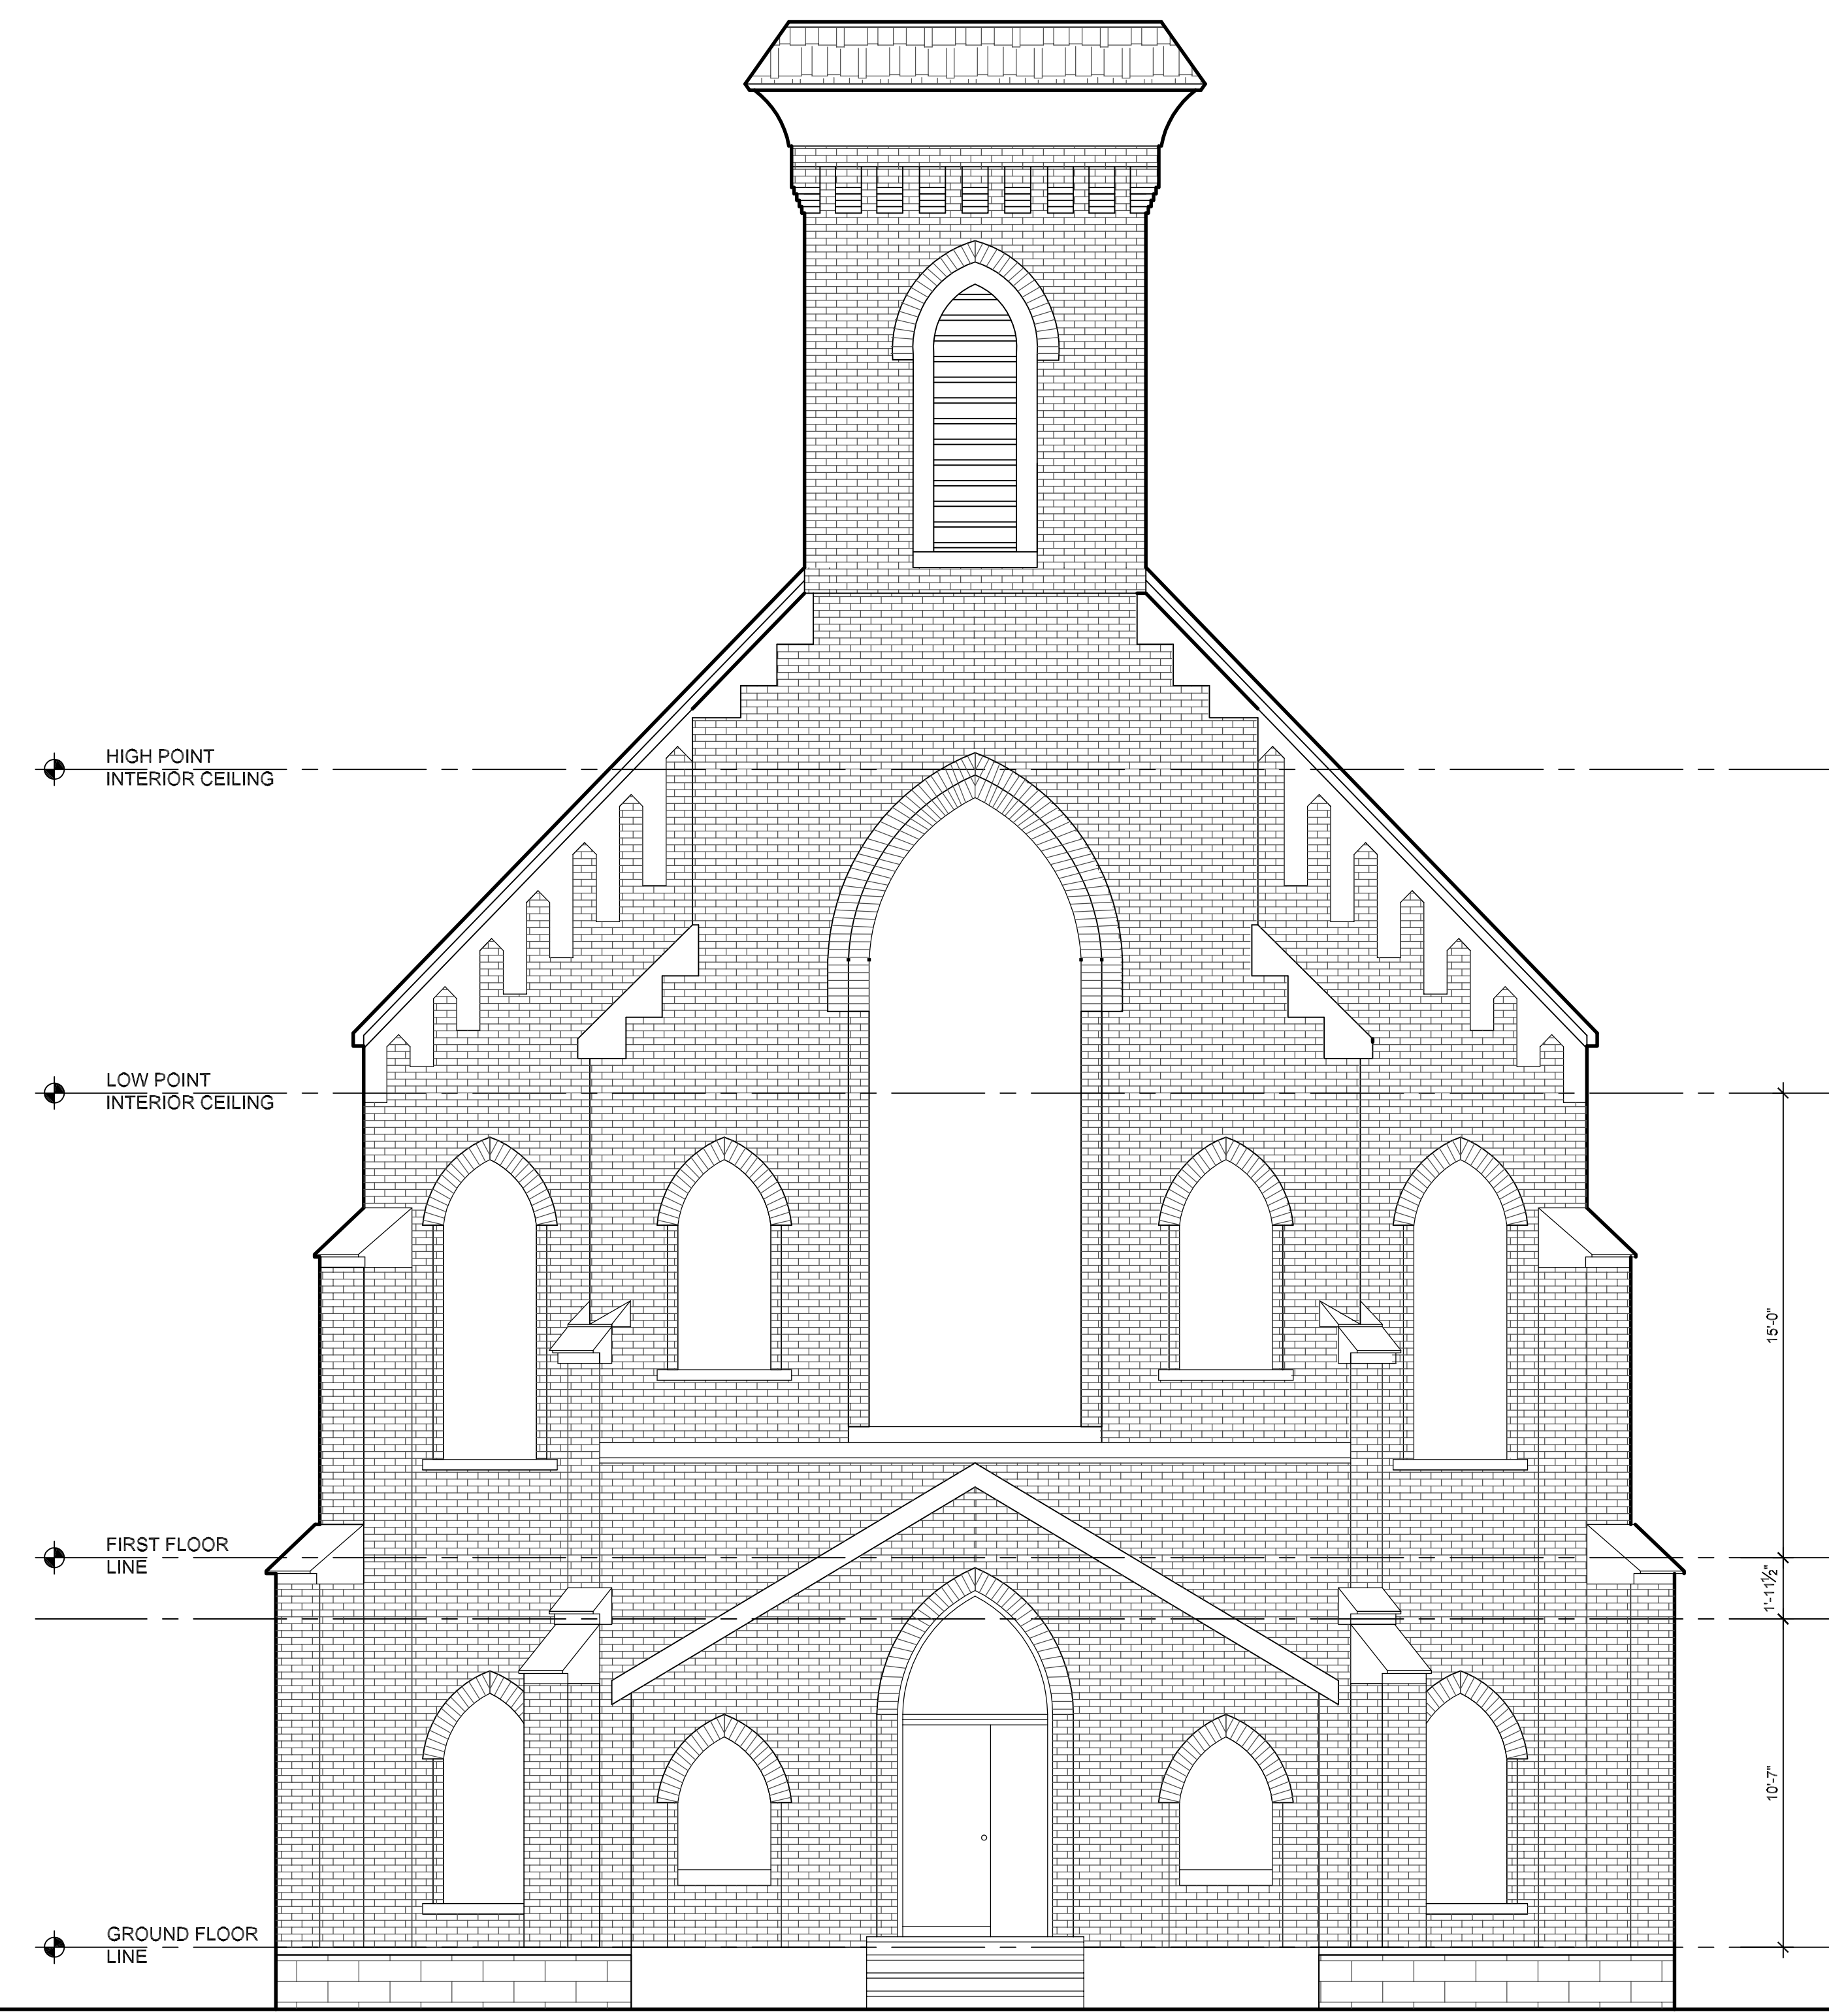 HIGH POINT
INTERIOR CEILING
LOW POINT
INTERIOR CEILING
15'-0"
FIRST FLOOR
LINE
1'-11½"
10'-7"
GROUND FLOOR
LINE